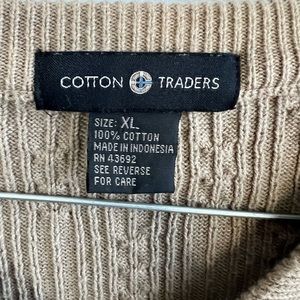 COTTON TRADERS
SIZE: XL
100% COTTON
MADE IN INDONESIA
RN 43692
SEE REVERSE
FOR CARE